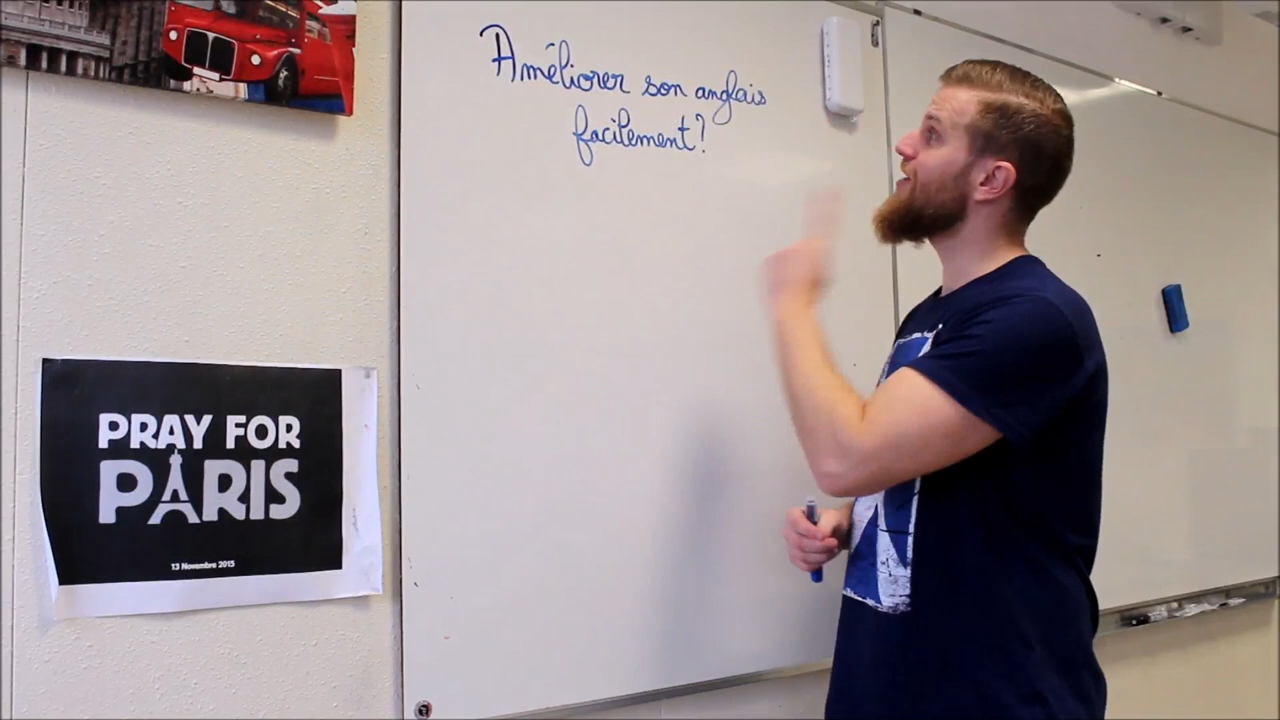 Améliorer son anglais
facilement?
PRAY FOR
PARIS
13 Novembre 2015